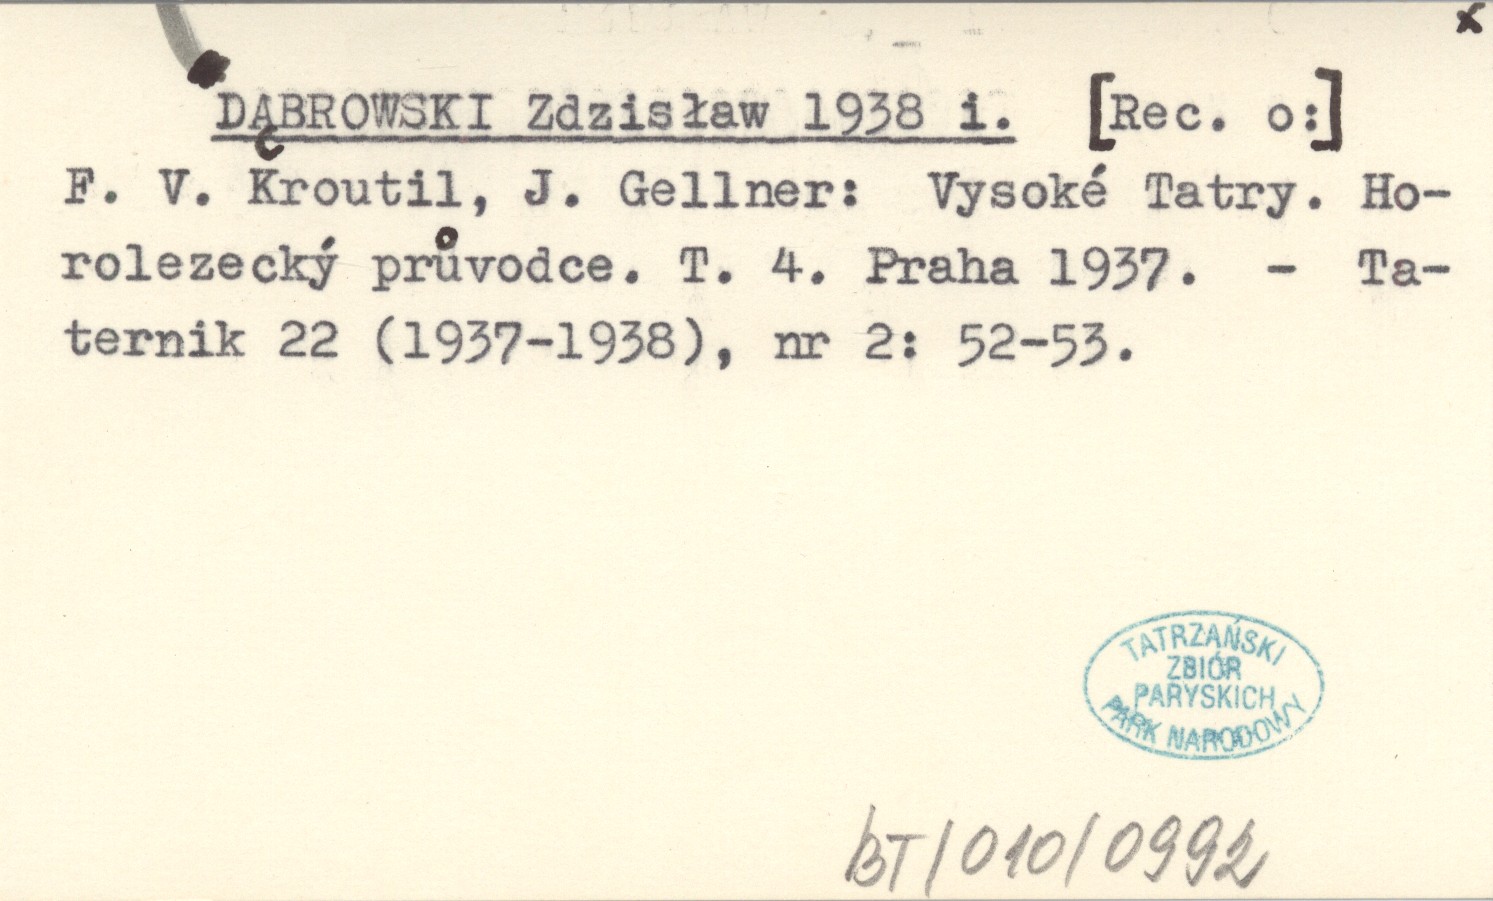 x
DĄBROWSKI Zdzisław 1938 i. [Rec. o:]
F. V. Kroutil, J. Gellner: Vysoké Tatry. Ho-
rolezecký průvodce. T. 4. Praha 1937. - Ta-
ternik 22 (1937-1938), nr 2: 52-53.
TATRZAŃSKI
ZBIÓR
PARYSKICH
PARK NARODOWY
BT/010/0992